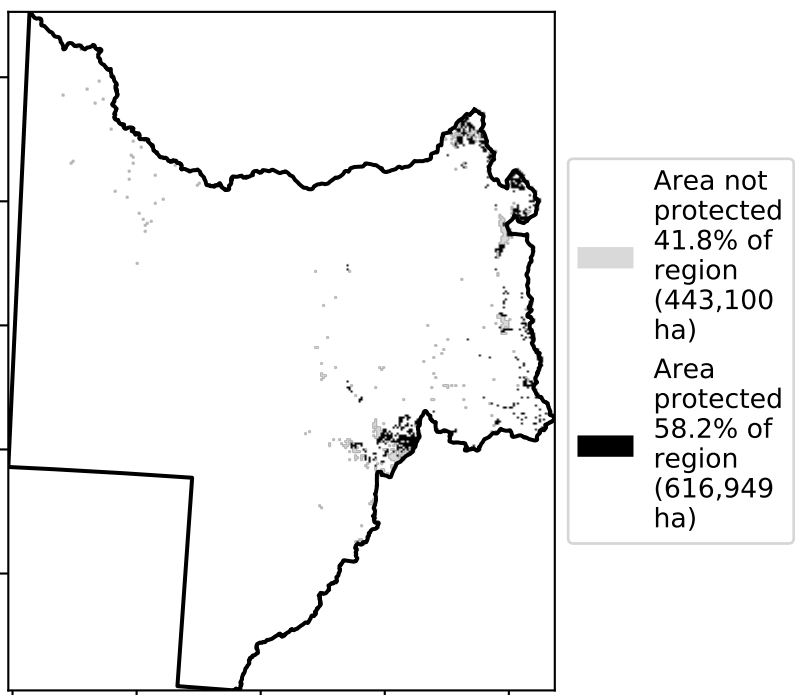 Area not
protected
41.8% of
region
(443,100
ha)
Area
protected
58.2% of
region
(616,949
ha)